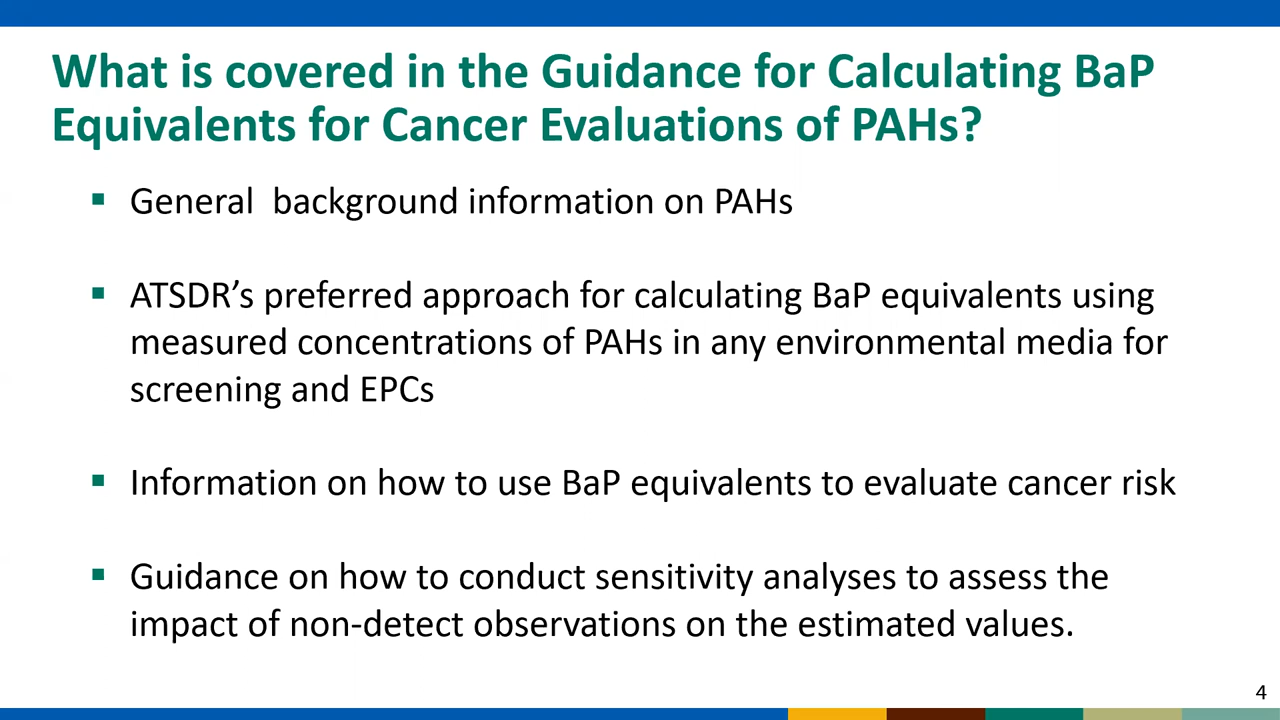 What is covered in the Guidance for Calculating BaP
Equivalents for Cancer Evaluations of PAHs?
▪ General  background information on PAHs
▪ ATSDR’s preferred approach for calculating BaP equivalents using
measured concentrations of PAHs in any environmental media for
screening and EPCs
▪ Information on how to use BaP equivalents to evaluate cancer risk
▪ Guidance on how to conduct sensitivity analyses to assess the
impact of non-detect observations on the estimated values.
4